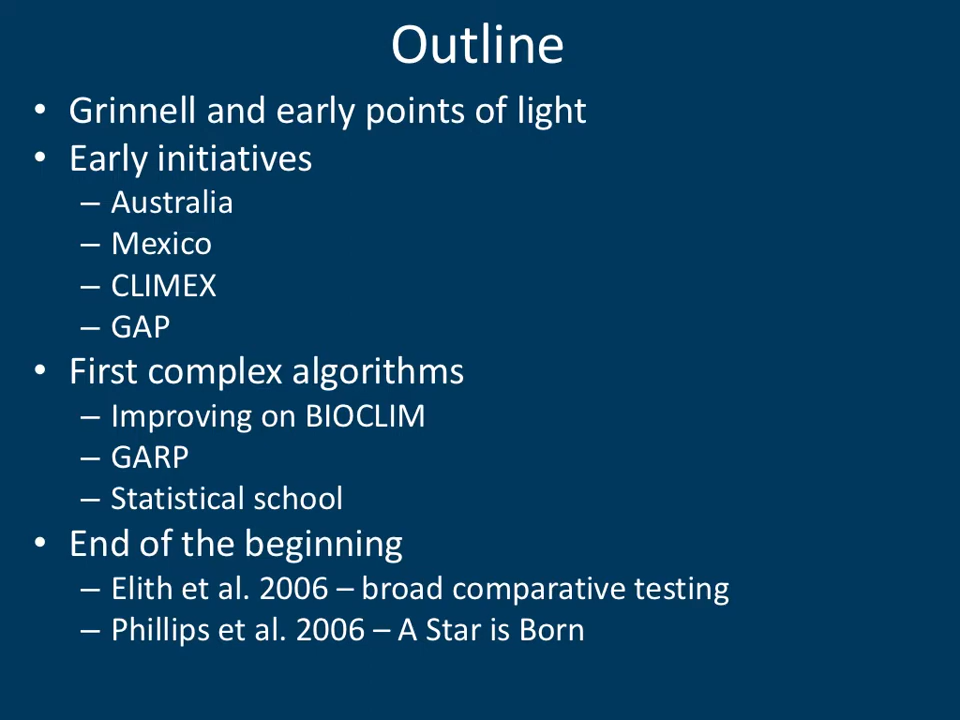 Outline
• Grinnell and early points of light
• Early initiatives
– Australia
– Mexico
– CLIMEX
– GAP
• First complex algorithms
– Improving on BIOCLIM
– GARP
– Statistical school
• End of the beginning
– Elith et al. 2006 – broad comparative testing
– Phillips et al. 2006 – A Star is Born